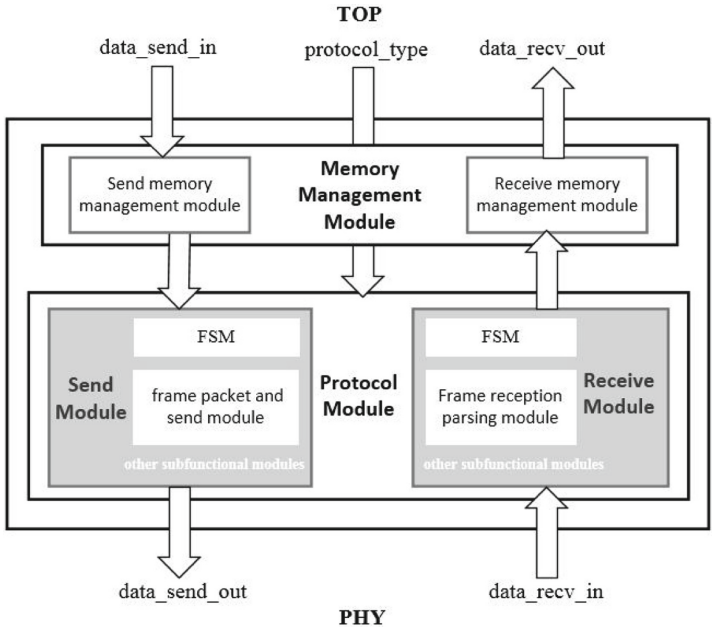 TOP
data_send_in
protocol_type
data_recv_out
Send memory
management module
Memory
Management
Module
Receive memory
management module
Send
Module
FSM
frame packet and
send module
other subfunctional modules
Protocol
Module
FSM
Frame reception
parsing module
other subfunctional modules
Receive
Module
data_send_out
data_recv_in
PHY